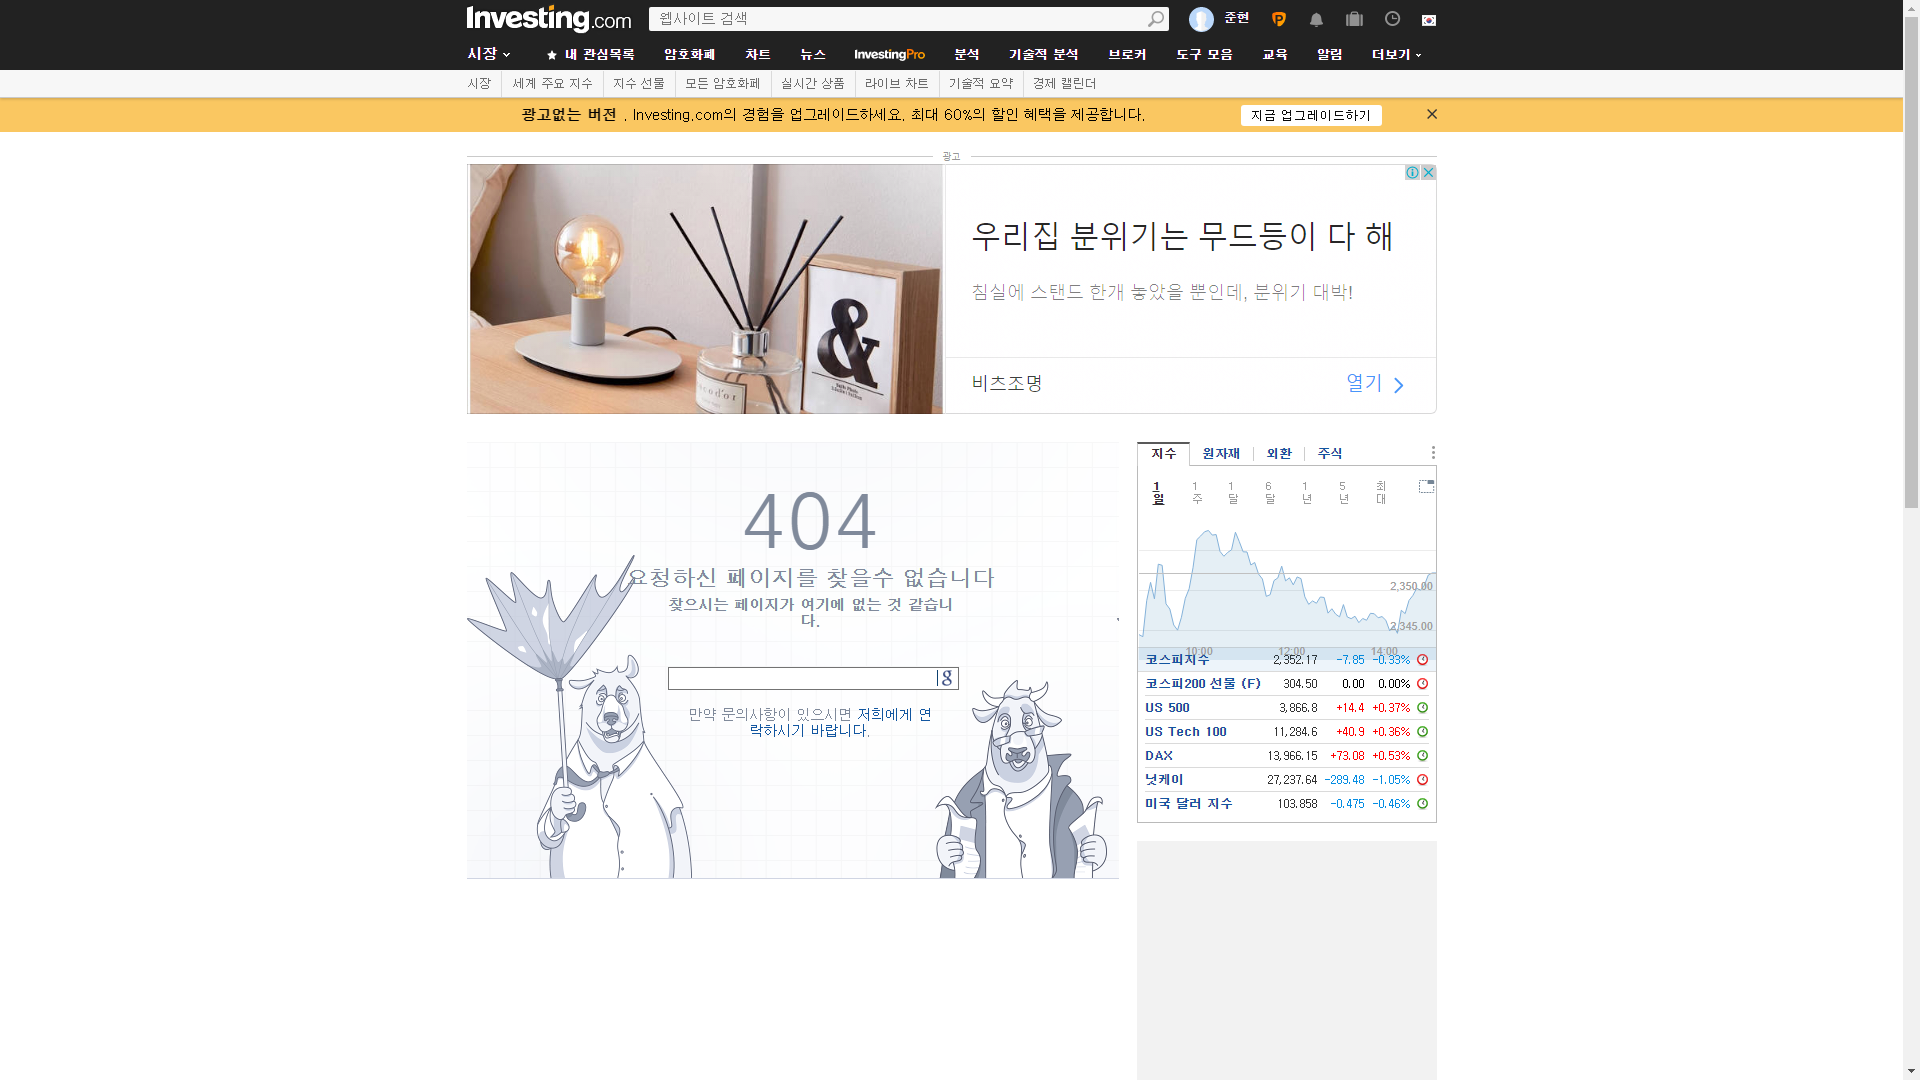 Investing.com
웹사이트 검색
준현
시장
내 관심목록
암호화폐
차트
뉴스
InvestingPro
분석
기술적 분석
브로커
도구 모음
교육
알림
더보기
시장
세계 주요 지수
지수 선물
모든 암호화폐
실시간 상품
라이브 차트
기술적 요약
경제 캘린더
광고없는 버전 . Investing.com의 경험을 업그레이드하세요. 최대 60%의 할인 혜택을 제공합니다.
지금 업그레이드하기
광고
우리집 분위기는 무드등이 다 해
침실에 스탠드 한개 놓았을 뿐인데, 분위기 대박!
비츠조명
열기
&
404
요청하신 페이지를 찾을수 없습니다
찾으시는 페이지가 여기에 없는 것 같습니
다.
g
만약 문의사항이 있으시면 저희에게 연
락하시기 바랍니다.
지수
원자재
외환
주식
1일
1주
1달
6달
1년
5년
최대
2,350.00
2,345.00
10:00
12:00
14:00
코스피지수 2,352.17 -7.85 -0.33%
코스피200 선물 (F) 304.50 0.00 0.00%
US 500 3,866.8 +14.4 +0.37%
US Tech 100 11,284.6 +40.9 +0.36%
DAX 13,966.15 +73.08 +0.53%
닛케이 27,237.64 -289.48 -1.05%
미국 달러 지수 103.858 -0.475 -0.46%